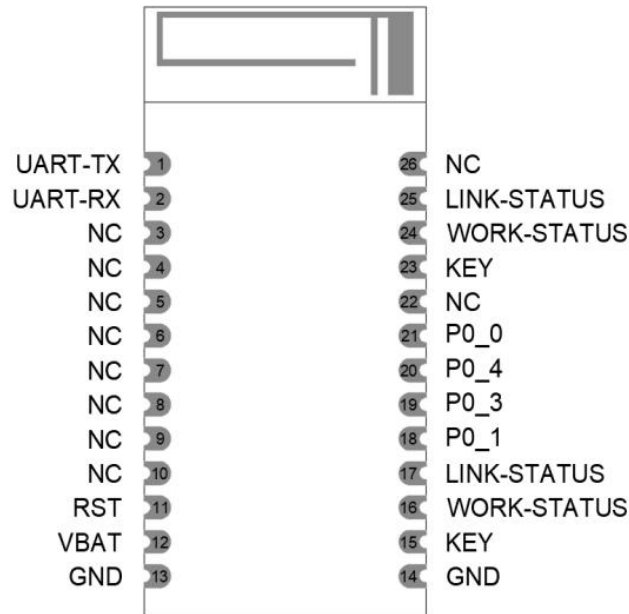 UART-TX 1 26 NC
UART-RX 2 25 LINK-STATUS
NC 3 24 WORK-STATUS
NC 4 23 KEY
NC 5 22 NC
NC 6 21 P0_0
NC 7 20 P0_4
NC 8 19 P0_3
NC 9 18 P0_1
NC 10 17 LINK-STATUS
RST 11 16 WORK-STATUS
VBAT 12 15 KEY
GND 13 14 GND